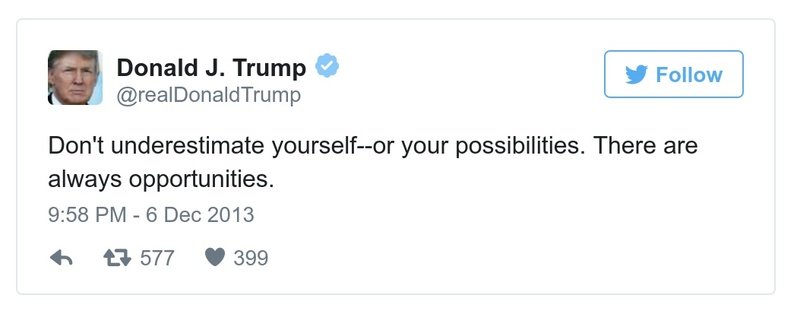 Donald J. Trump
@realDonaldTrump
Follow
Don't underestimate yourself--or your possibilities. There are
always opportunities.
9:58 PM - 6 Dec 2013
577 399